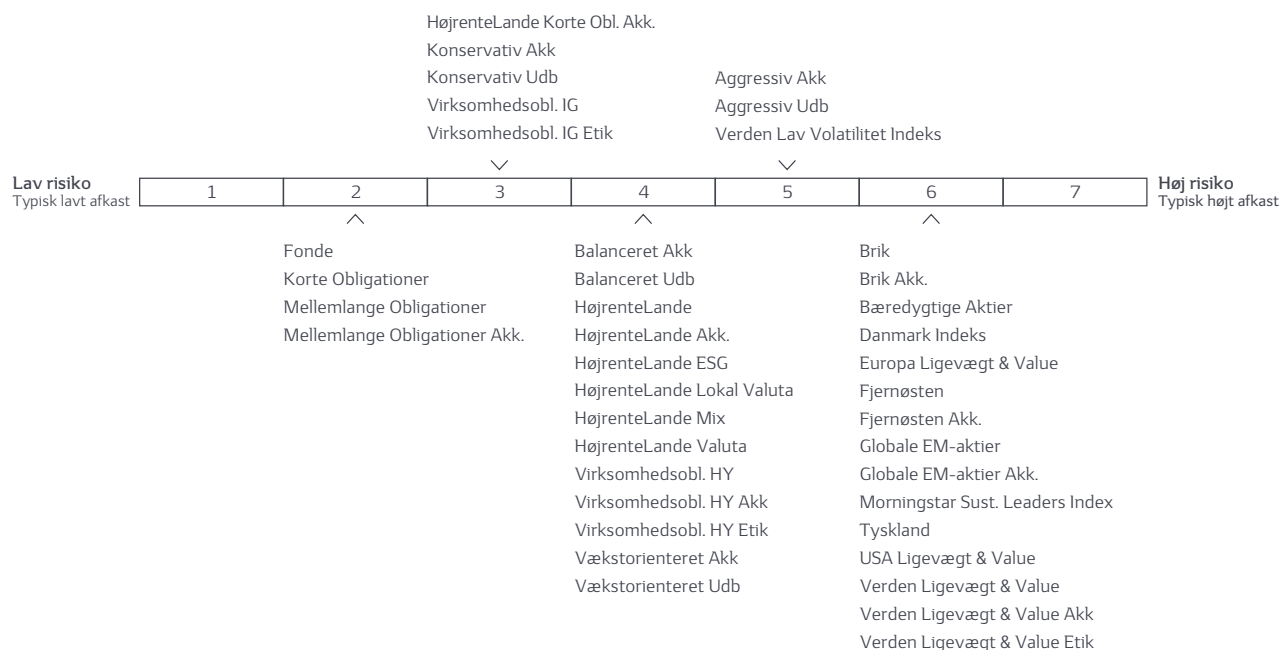 HøjrenteLande Korte Obl. Akk.
Konservativ Akk
Konservativ Udb
Virksomhedsobl. IG
Virksomhedsobl. IG Etik
Aggressiv Akk
Aggressiv Udb
Verden Lav Volatilitet Indeks
Lav risiko
Typisk lavt afkast
1
2
3
4
5
6
7
Høj risiko
Typisk højt afkast
Fonde
Korte Obligationer
Mellemlange Obligationer
Mellemlange Obligationer Akk.
Balanceret Akk
Balanceret Udb
HøjrenteLande
HøjrenteLande Akk.
HøjrenteLande ESG
HøjrenteLande Lokal Valuta
HøjrenteLande Mix
HøjrenteLande Valuta
Virksomhedsobl. HY
Virksomhedsobl. HY Akk
Virksomhedsobl. HY Etik
Vækstorienteret Akk
Vækstorienteret Udb
Brik
Brik Akk.
Bæredygtige Aktier
Danmark Indeks
Europa Ligevægt & Value
Fjernøsten
Fjernøsten Akk.
Globale EM-aktier
Globale EM-aktier Akk.
Morningstar Sust. Leaders Index
Tyskland
USA Ligevægt & Value
Verden Ligevægt & Value
Verden Ligevægt & Value Akk
Verden Ligevægt & Value Etik